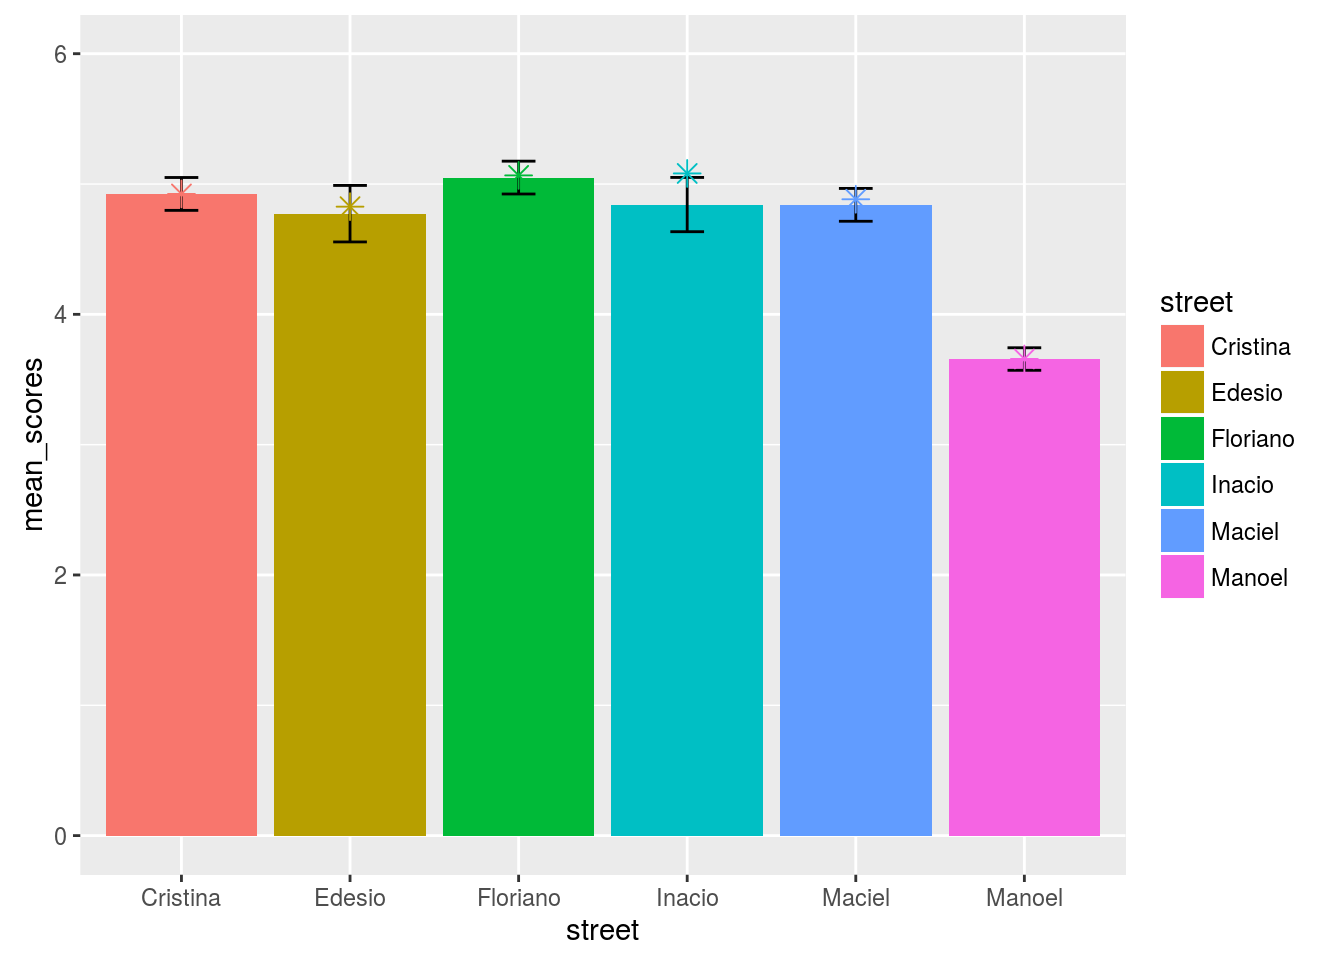 6
4
2
0
mean_scores
Cristina Edesio Floriano Inacio Maciel Manoel
street
street
Cristina
Edesio
Floriano
Inacio
Maciel
Manoel